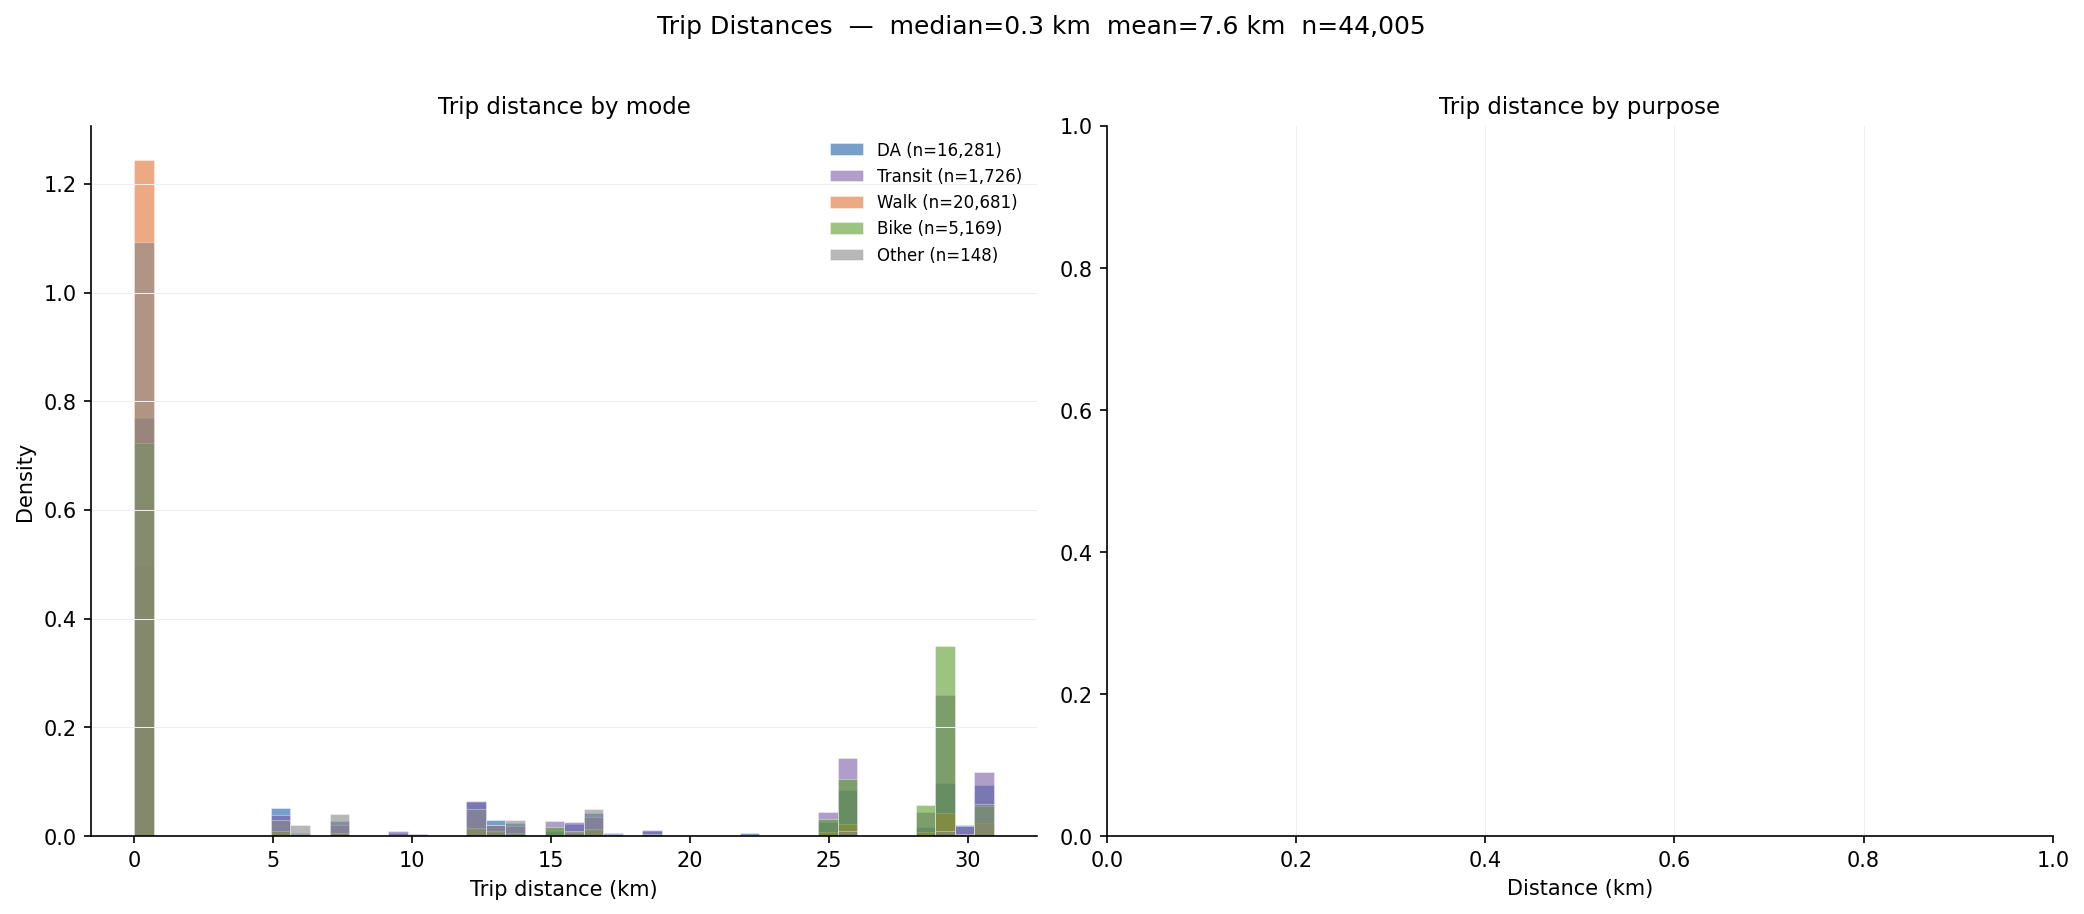 Trip Distances — median=0.3 km mean=7.6 km n=44,005
Trip distance by mode
DA (n=16,281)
Transit (n=1,726)
Walk (n=20,681)
Bike (n=5,169)
Other (n=148)
Density
1.2
1.0
0.8
0.6
0.4
0.2
0.0
0 5 10 15 20 25 30
Trip distance (km)
Trip distance by purpose
1.0
0.8
0.6
0.4
0.2
0.0
0.0 0.2 0.4 0.6 0.8 1.0
Distance (km)